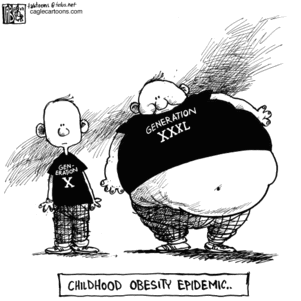 caglecartoons.com
GEN-
ERATION
X
GENERATION
XXXL
CHILDHOOD OBESITY EPIDEMIC..